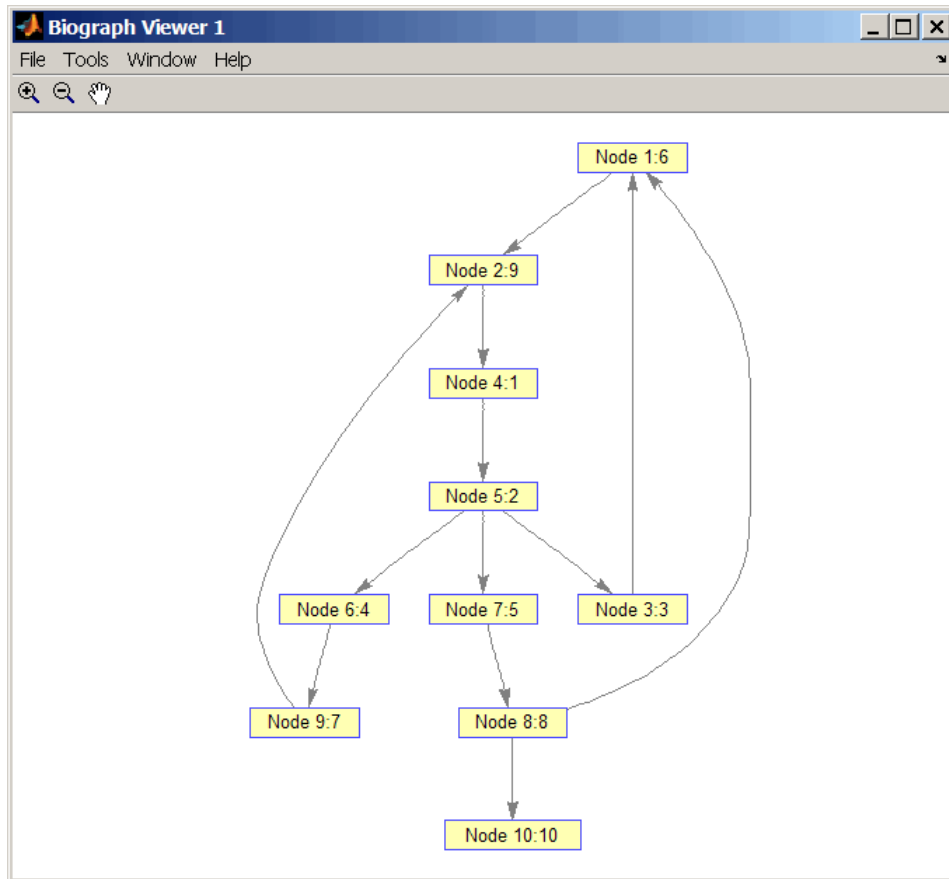 Biograph Viewer 1
File Tools Window Help
Node 1:6
Node 2:9
Node 4:1
Node 5:2
Node 6:4 Node 7:5 Node 3:3
Node 9:7 Node 8:8
Node 10:10